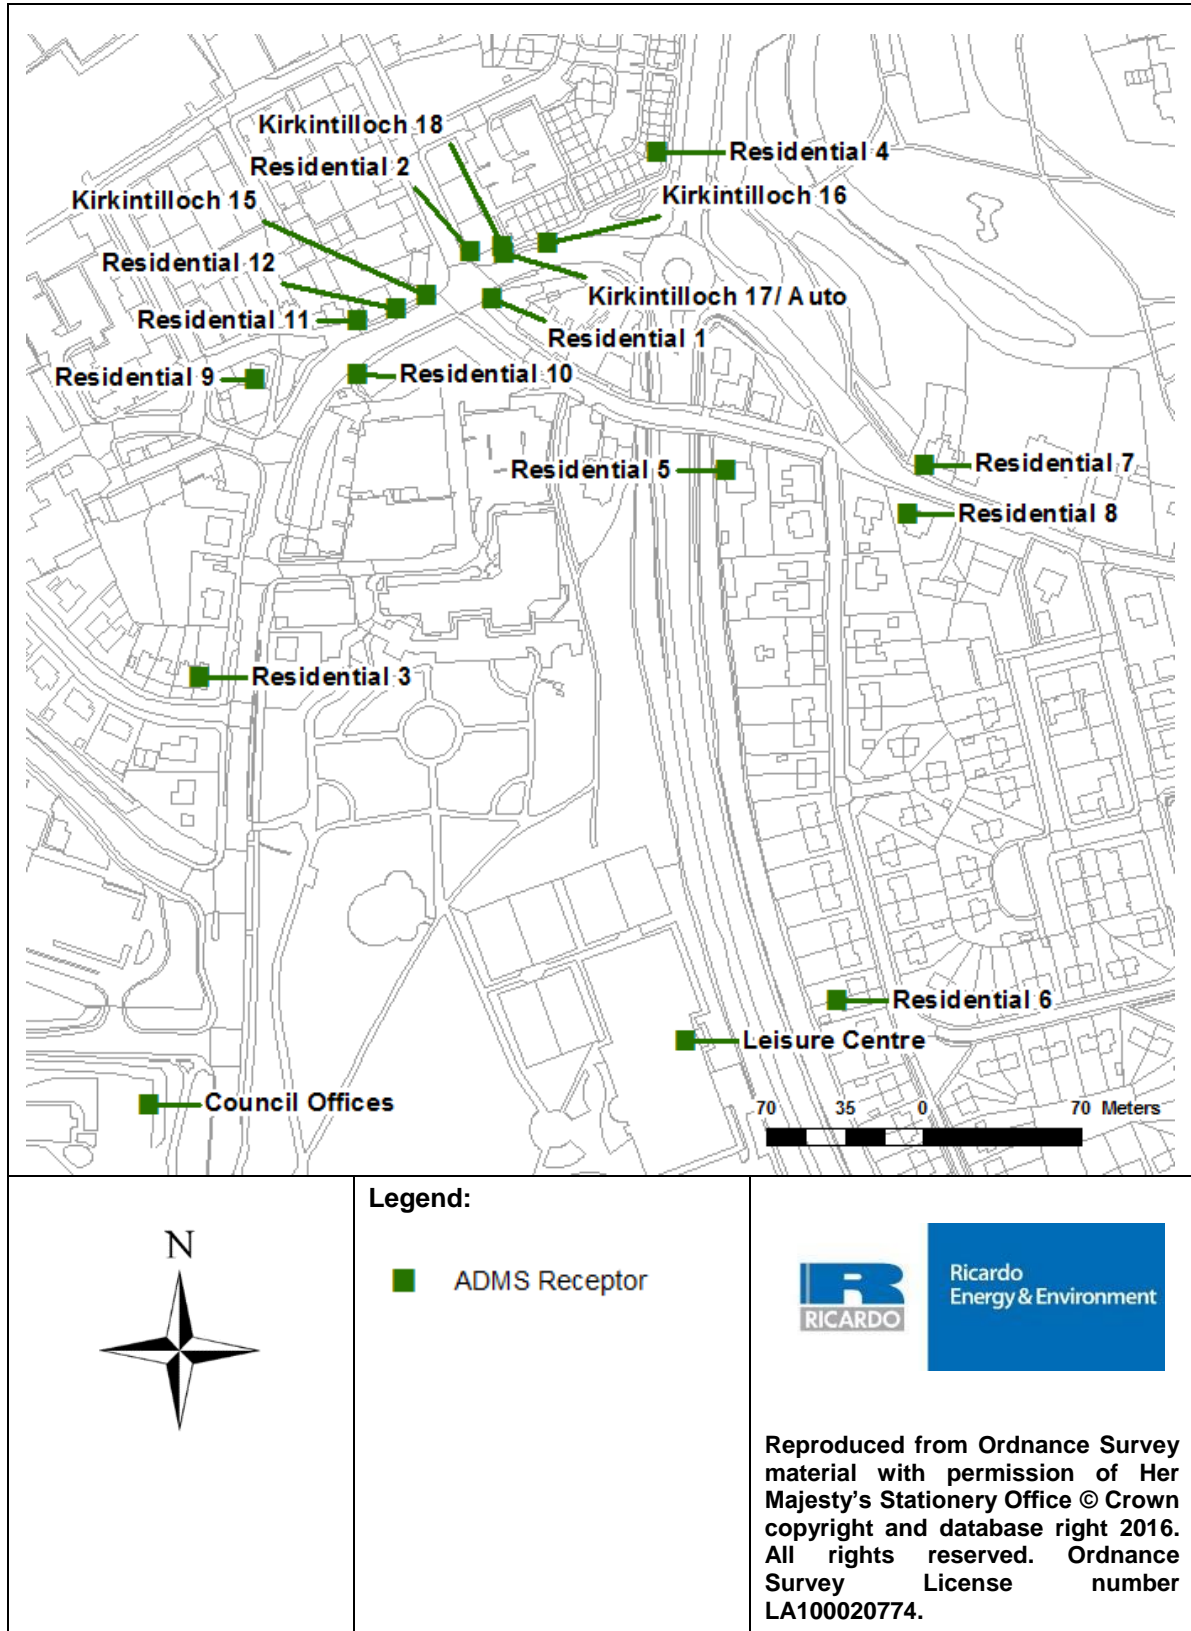 Kirkintilloch 18
Residential 4
Residential 2
Kirkintilloch 16
Kirkintilloch 15
Residential 12
Kirkintilloch 17/ Auto
Residential 11
Residential 1
Residential 9
Residential 10
Residential 5
Residential 7
Residential 8
Residential 3
Residential 6
Leisure Centre
Council Offices
70 35 0 70 Meters
N
Legend:
ADMS Receptor
R
RICARDO
Ricardo
Energy & Environment
Reproduced from Ordnance Survey
material with permission of Her
Majesty's Stationery Office © Crown
copyright and database right 2016.
All rights reserved. Ordnance
Survey License number
LA100020774.